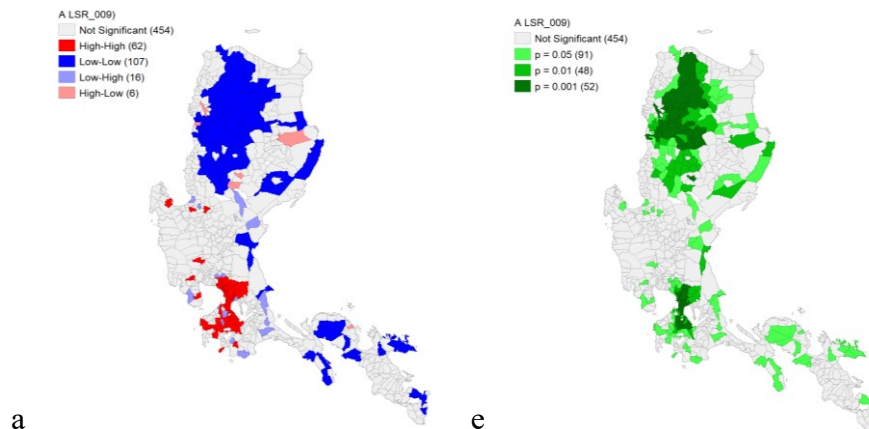 A LSR_009)
Not Significant (454)
High-High (62)
Low-Low (107)
Low-High (16)
High-Low (6)
A LSR_009)
Not Significant (454)
p = 0.05 (91)
p = 0.01 (48)
p = 0.001 (52)
a
e